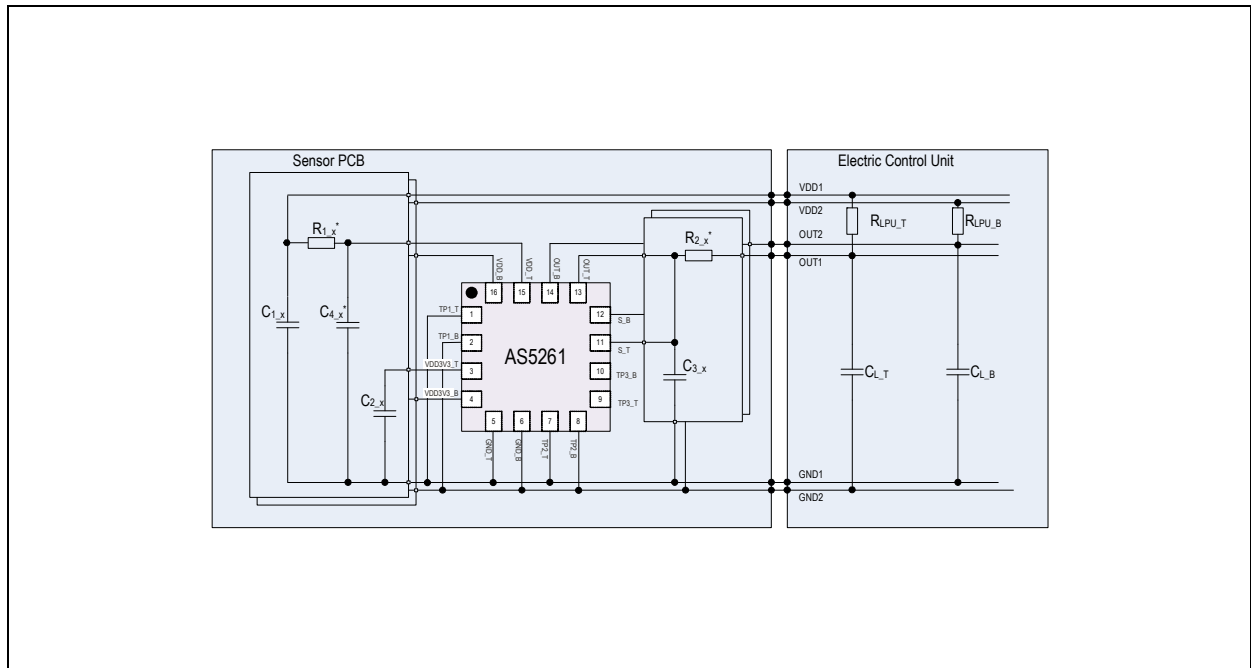 Sensor PCB
Electric Control Unit
VDD1
VDD2
R1_x*
R2_x*
RLPU_T
RLPU_B
OUT2
OUT1
VDD_B
VDD_T
OUT_B
OUT_T
16
15
14
13
C1_x
C4_x*
TP1_T
1
12
S_B
TP1_B
2
11
S_T
AS5261
VDD3V3_T
3
10
TP3_B
C3_x
CL_T
CL_B
VDD3V3_B
4
9
TP3_T
C2_x
5
6
7
8
GND_T
GND_B
TP2_T
TP2_B
GND1
GND2